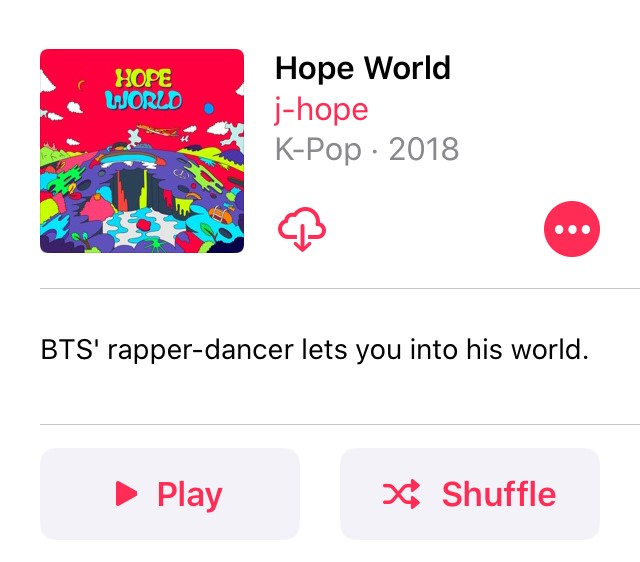 HOPE
WORLD
Hope World
j-hope
K-Pop · 2018
BTS' rapper-dancer lets you into his world.
Play
Shuffle